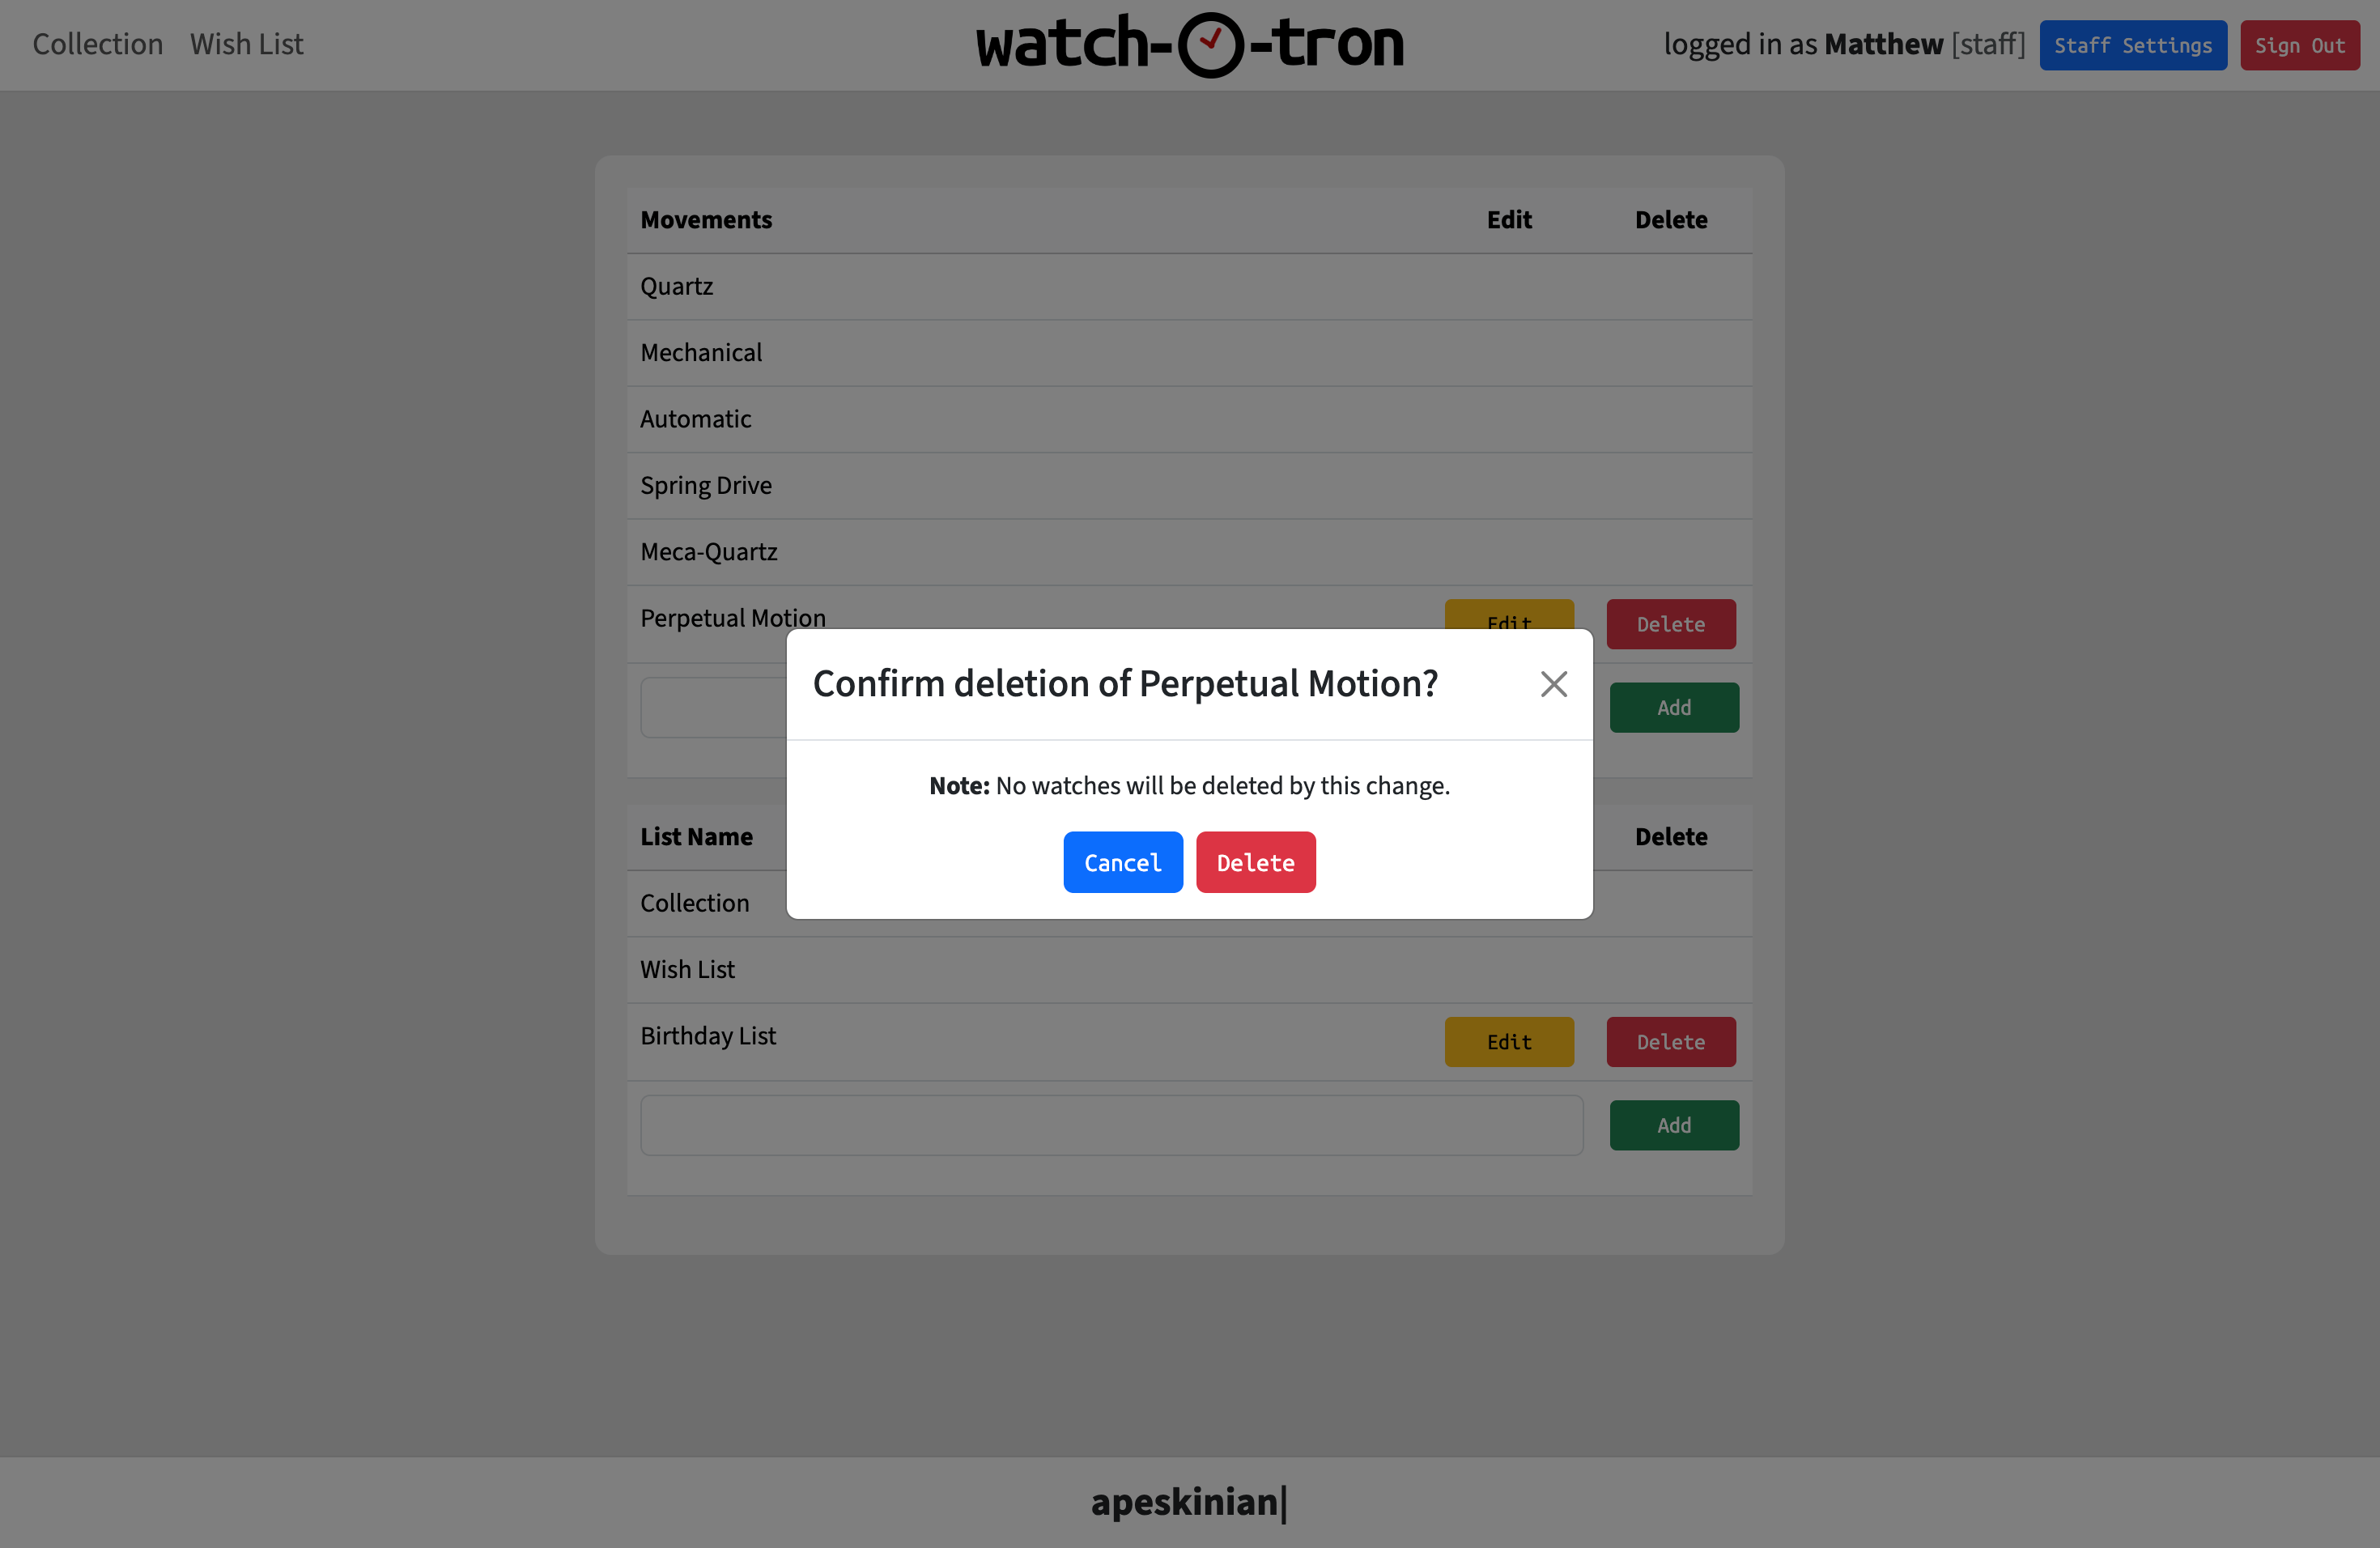 Collection Wish List watch-O-tron logged in as Matthew [staff] Staff Settings Sign Out
Movements Edit Delete
Quartz
Mechanical
Automatic
Spring Drive
Meca-Quartz
Perpetual Motion Edit Delete
Add
Confirm deletion of Perpetual Motion?
Note: No watches will be deleted by this change.
Cancel Delete
List Name Delete
Collection
Wish List
Birthday List Edit Delete
Add
apeskinian|